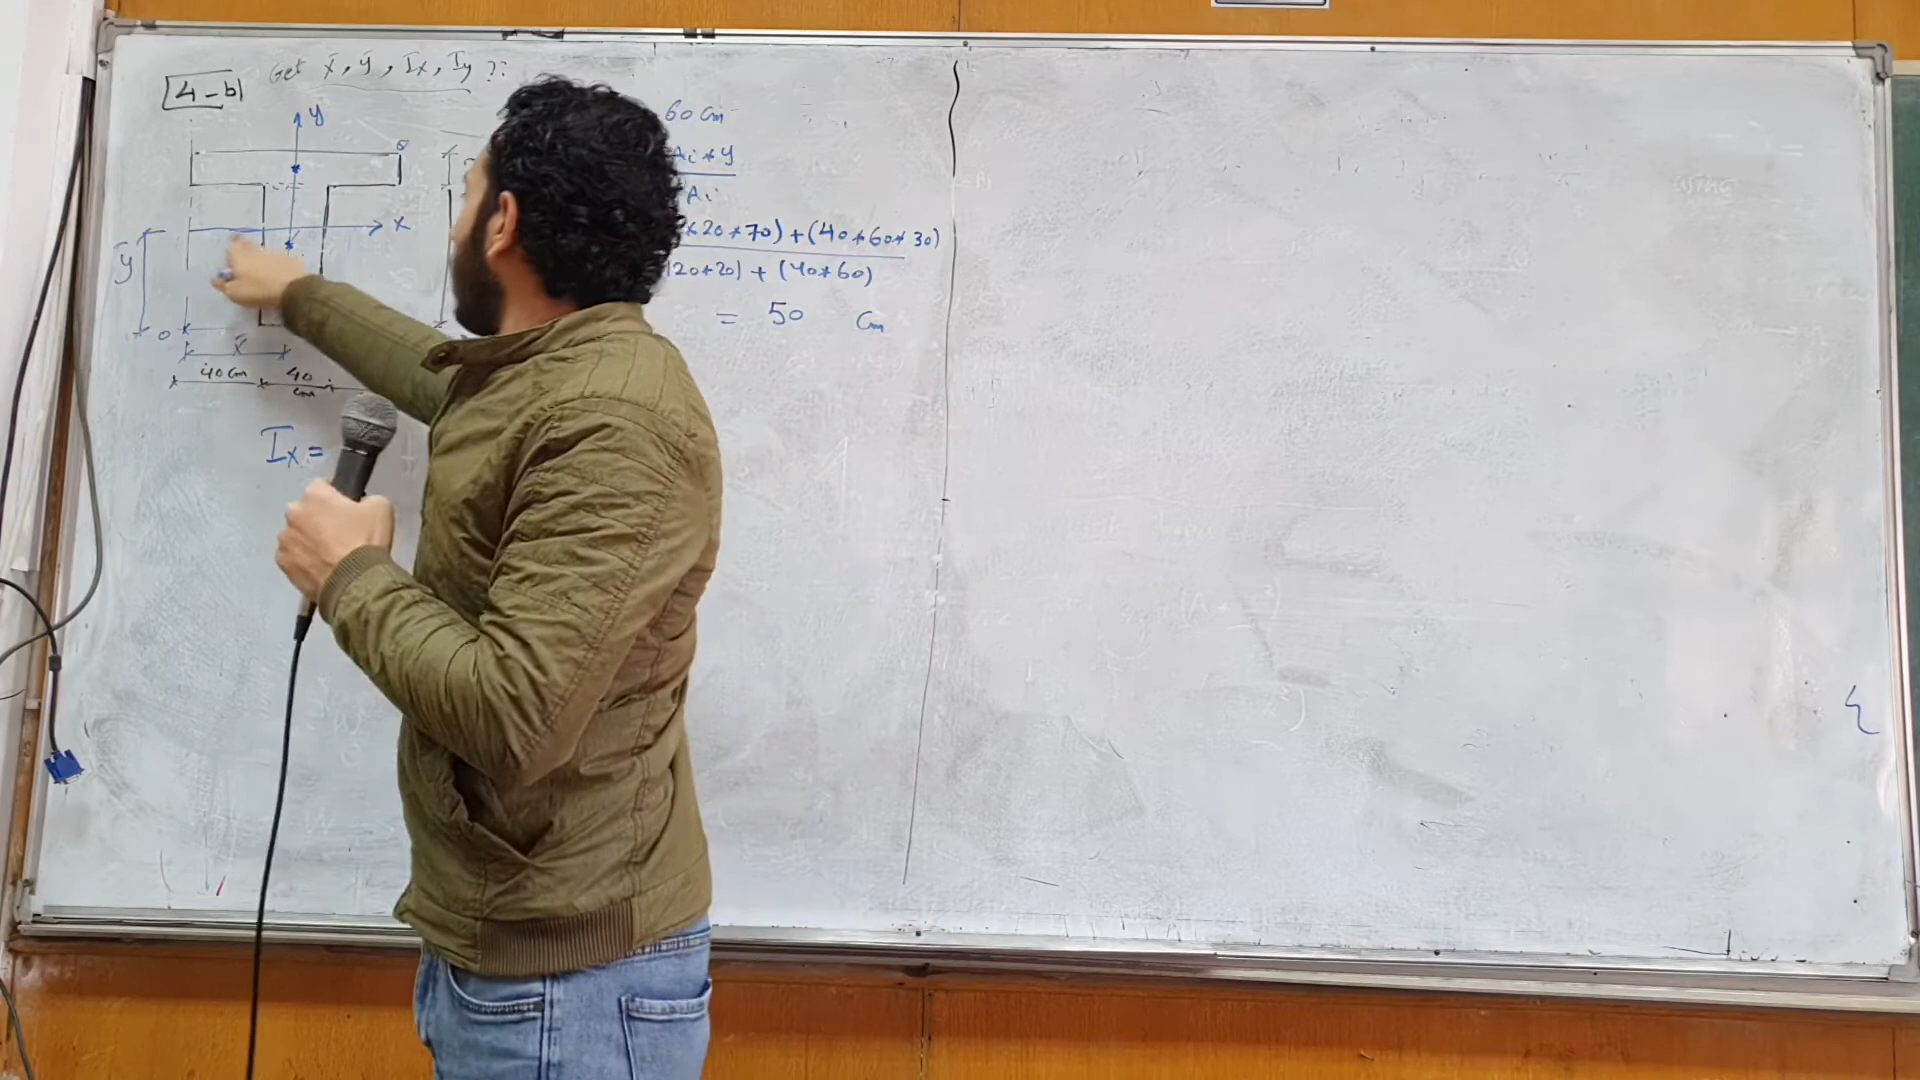 4-b
Get x̄, ȳ, Ix, Iy ??
y
x
ȳ
o
x̄
40 cm
40
cm
Ix =
60 cm
Ai * y
Ai
*20*70) + (40*60*30)
120*20) + (40*60)
= 50 Cm